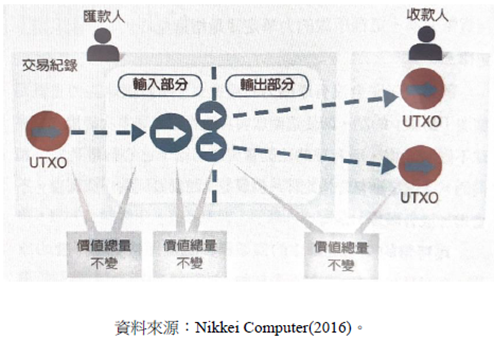 匯款人
收款人
交易紀錄
輸入部分
輸出部分
UTXO
UTXO
UTXO
價值總量
不變
價值總量
不變
價值總量
不變
資料來源：Nikkei Computer(2016)。